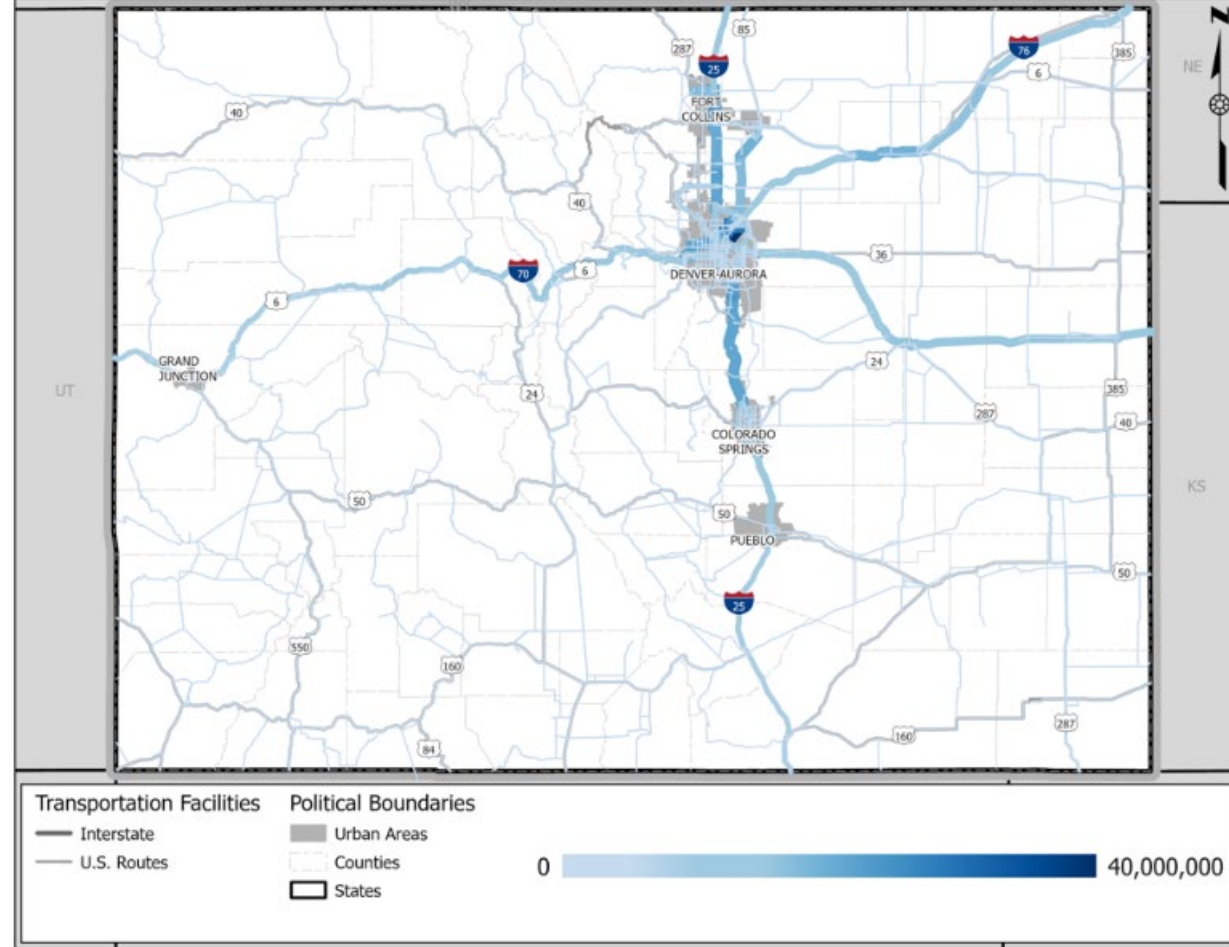 85
287
25
76
385
6
NE
N
40
FORT
COLLINS
40
36
70
6
DENVER-AURORA
6
24
GRAND
JUNCTION
UT
24
385
287
40
COLORADO
SPRINGS
KS
50
50
PUEBLO
50
25
550
160
287
160
84
Transportation Facilities
Interstate
U.S. Routes
Political Boundaries
Urban Areas
Counties
States
0
40,000,000